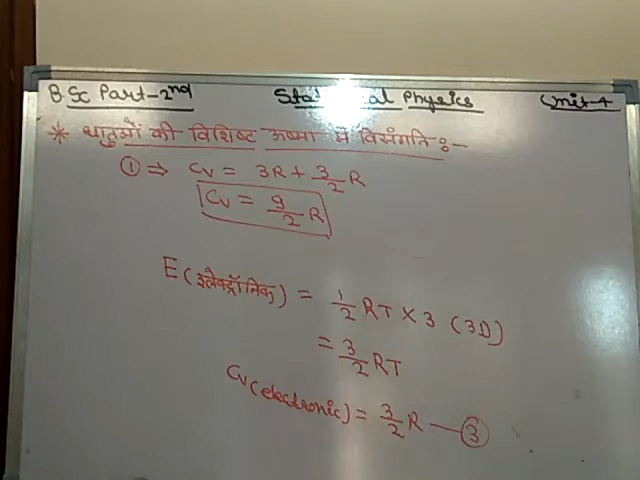 B.Sc Part-2nd Physics Unit-4
* धातुओं की विशिष्ट ऊष्मा में विसंगति :-
① ⇒ Cv = 3R + 3/2 R
Cv = 9/2 R
E(इलेक्ट्रॉनिक) = 1/2 RT × 3 (3D)
= 3/2 RT
Cv(electronic) = 3/2 R — ③